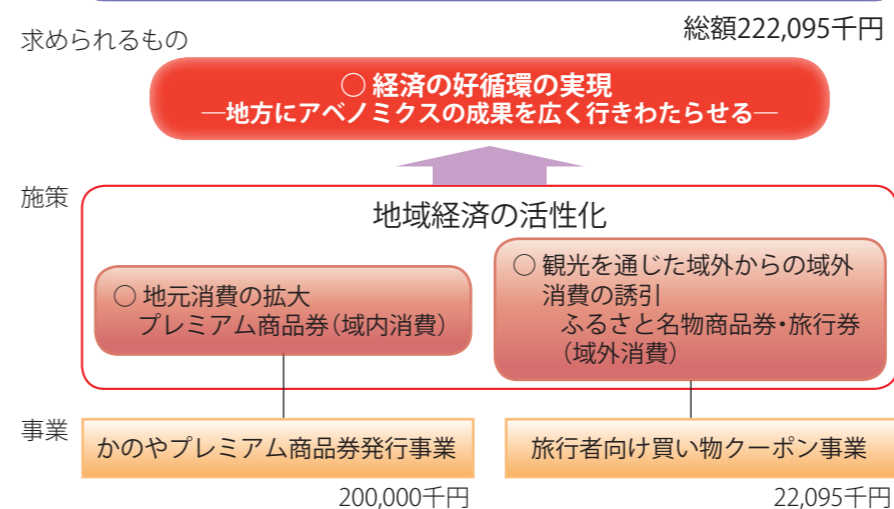 総額222,095千円
求められるもの
○ 経済の好循環の実現
―地方にアベノミクスの成果を広く行きわたらせる―
施策
地域経済の活性化
○ 地元消費の拡大
プレミアム商品券（域内消費）
○ 観光を通じた域外からの域外
消費の誘引
ふるさと名物商品券・旅行券
（域外消費）
事業
かのやプレミアム商品券発行事業
200,000千円
旅行者向け買い物クーポン事業
22,095千円